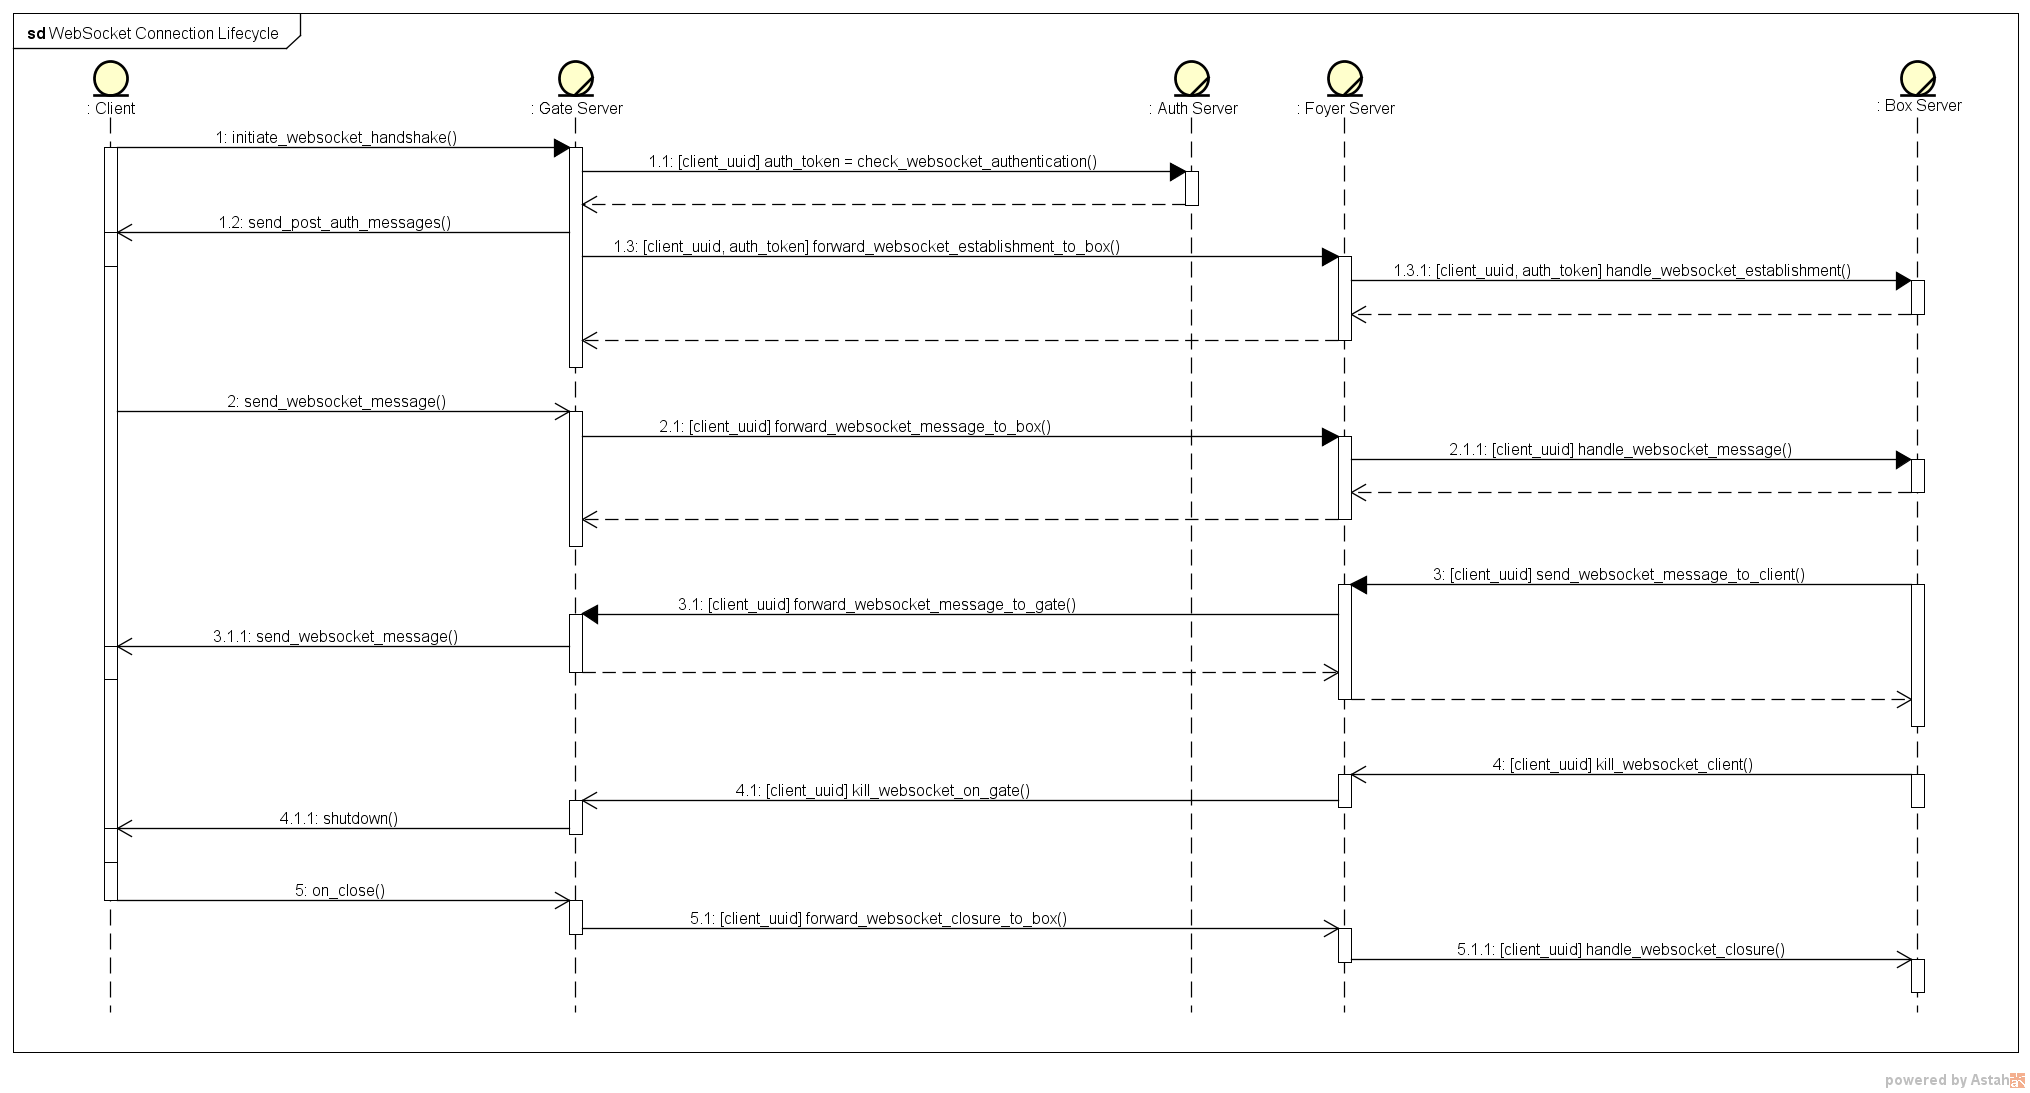 sd WebSocket Connection Lifecycle
: Client
: Gate Server
: Auth Server
: Foyer Server
: Box Server
1: initiate_websocket_handshake()
1.1: [client_uuid] auth_token = check_websocket_authentication()
1.2: send_post_auth_messages()
1.3: [client_uuid, auth_token] forward_websocket_establishment_to_box()
1.3.1: [client_uuid, auth_token] handle_websocket_establishment()
2: send_websocket_message()
2.1: [client_uuid] forward_websocket_message_to_box()
2.1.1: [client_uuid] handle_websocket_message()
3: [client_uuid] send_websocket_message_to_client()
3.1: [client_uuid] forward_websocket_message_to_gate()
3.1.1: send_websocket_message()
4: [client_uuid] kill_websocket_client()
4.1: [client_uuid] kill_websocket_on_gate()
4.1.1: shutdown()
5: on_close()
5.1: [client_uuid] forward_websocket_closure_to_box()
5.1.1: [client_uuid] handle_websocket_closure()
powered by Astah